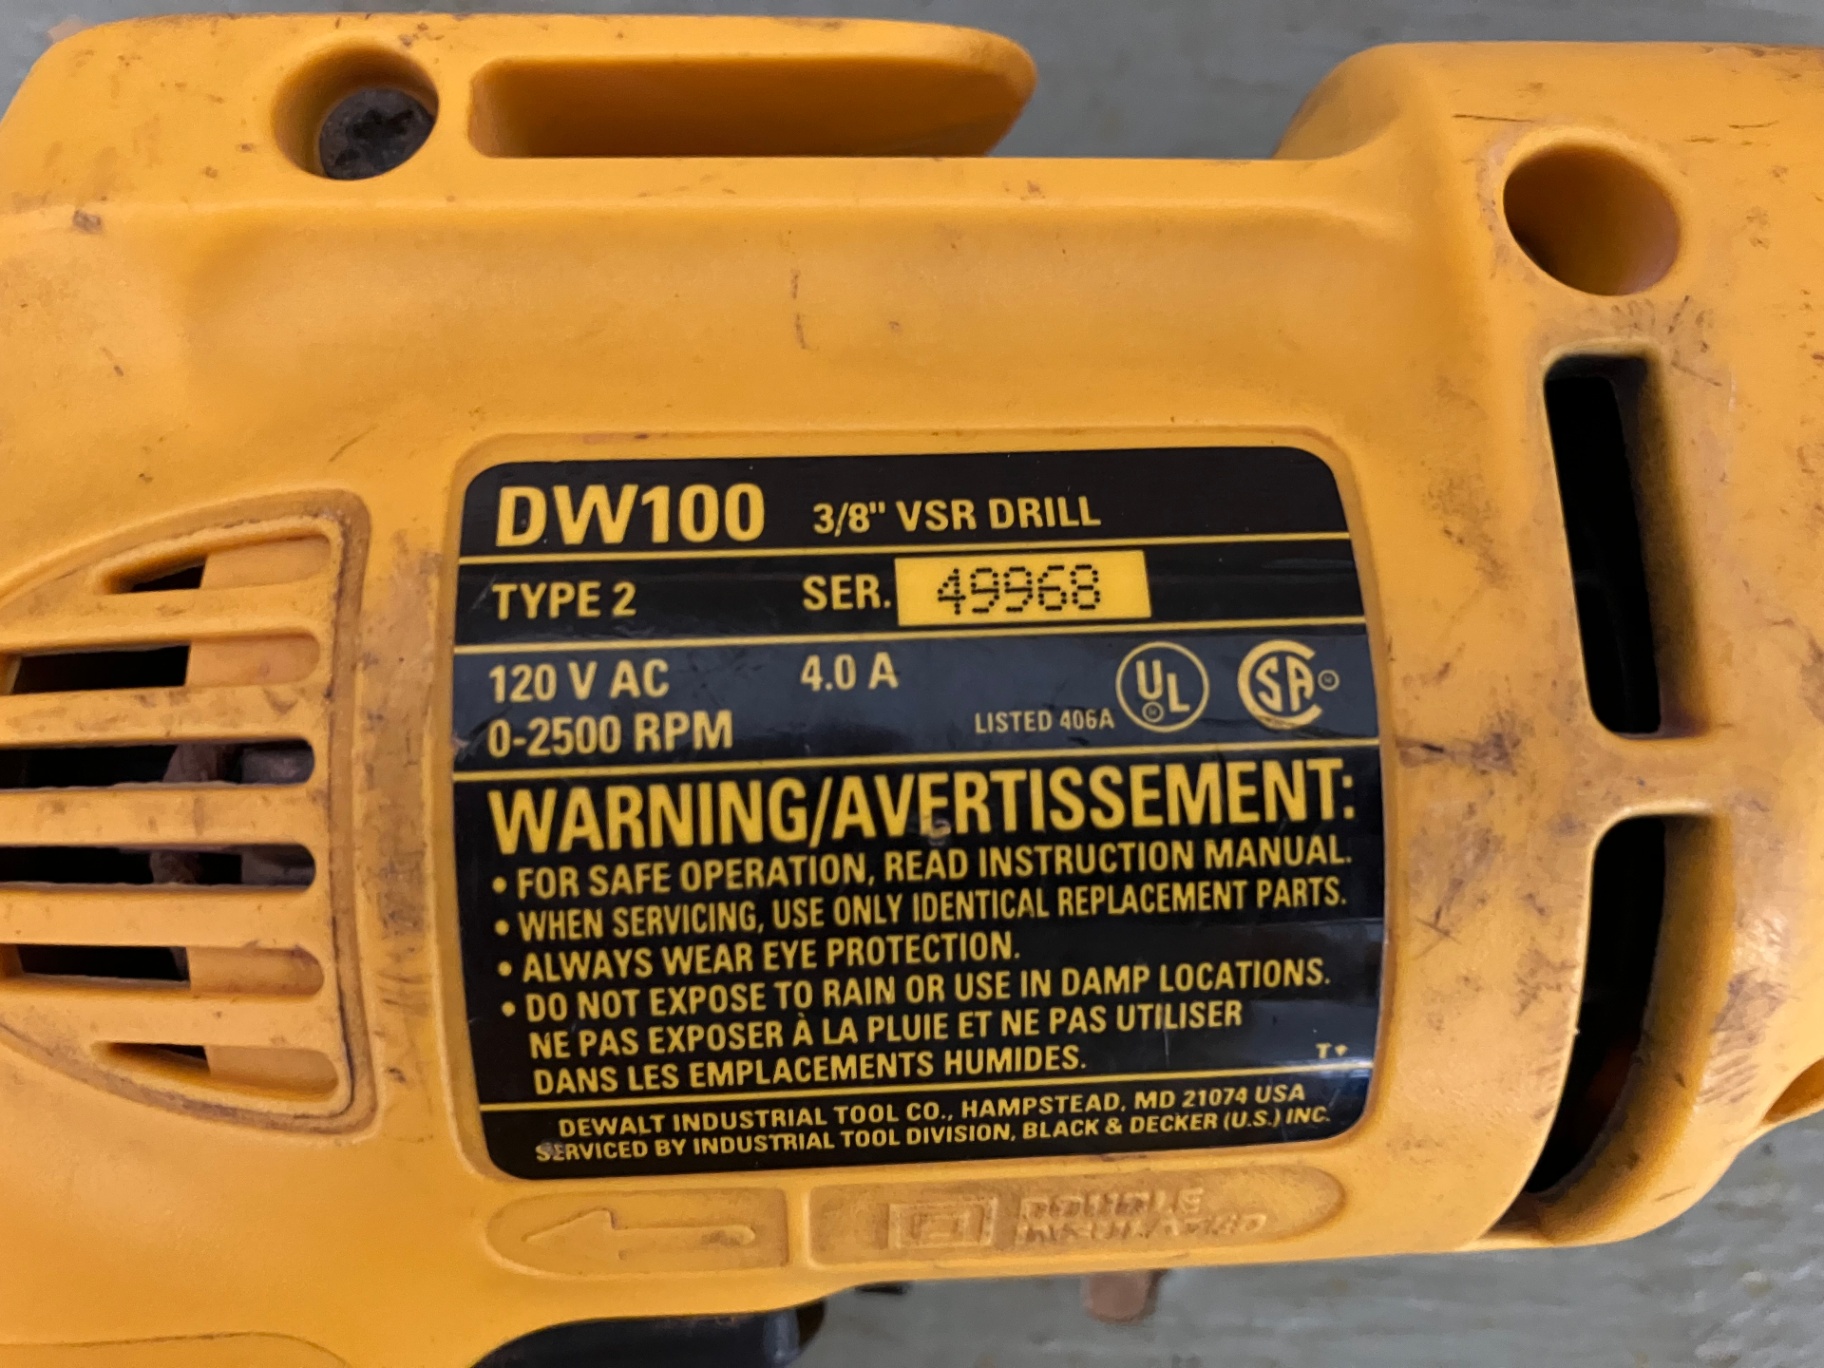 DW100 3/8" VSR DRILL
TYPE 2 SER. 49968
120 V AC 4.0 A
0-2500 RPM LISTED 406A UL SA
WARNING/AVERTISSEMENT:
• FOR SAFE OPERATION, READ INSTRUCTION MANUAL.
• WHEN SERVICING, USE ONLY IDENTICAL REPLACEMENT PARTS.
• ALWAYS WEAR EYE PROTECTION.
• DO NOT EXPOSE TO RAIN OR USE IN DAMP LOCATIONS.
NE PAS EXPOSER À LA PLUIE ET NE PAS UTILISER
DANS LES EMPLACEMENTS HUMIDES.
T+
DEWALT INDUSTRIAL TOOL CO., HAMPSTEAD, MD 21074 USA
SERVICED BY INDUSTRIAL TOOL DIVISION, BLACK & DECKER (U.S.) INC.
DOUBLE
INSULATED